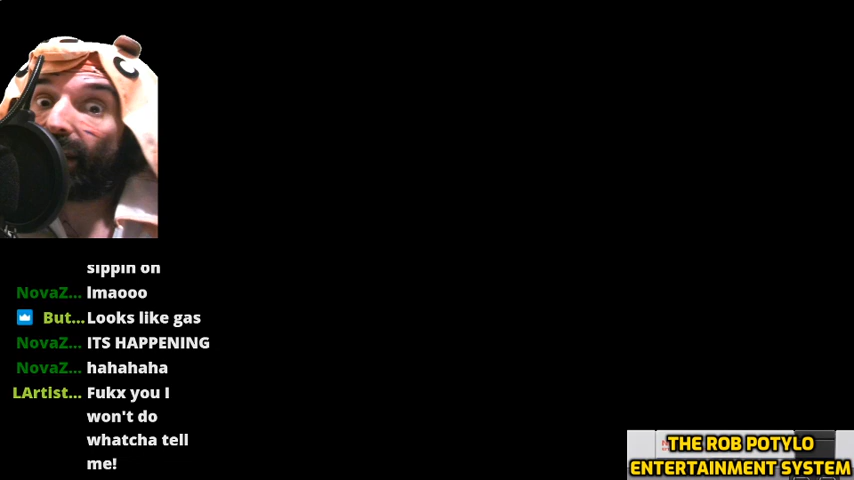 sippin on
NovaZ... lmaooo
But... Looks like gas
NovaZ... ITS HAPPENING
NovaZ... hahahaha
LArtist... Fukx you I
won't do
whatcha tell
me!
THE ROB POTYLO
ENTERTAINMENT SYSTEM